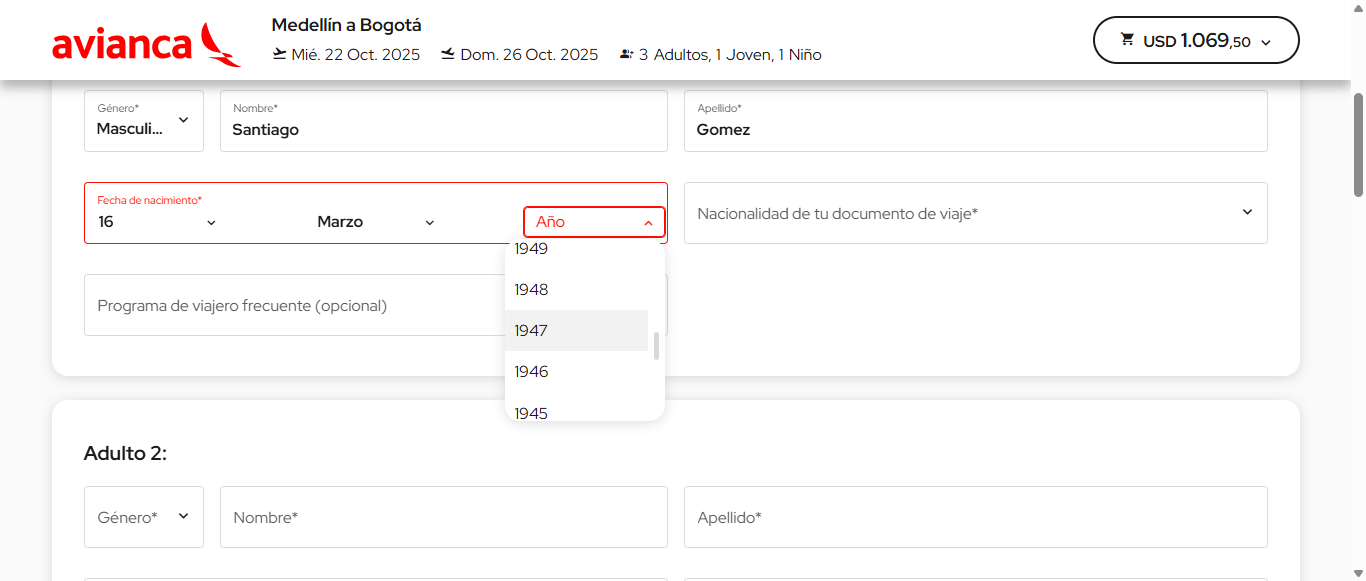 avianca
Medellín a Bogotá
Mié. 22 Oct. 2025 Dom. 26 Oct. 2025 3 Adultos, 1 Joven, 1 Niño
USD 1.069,50
Género* Nombre* Apellido*
Masculi... Santiago Gomez
Fecha de nacimiento*
16 Marzo Año
Nacionalidad de tu documento de viaje*
1949
1948
Programa de viajero frecuente (opcional)
1947
1946
1945
Adulto 2:
Género* Nombre* Apellido*